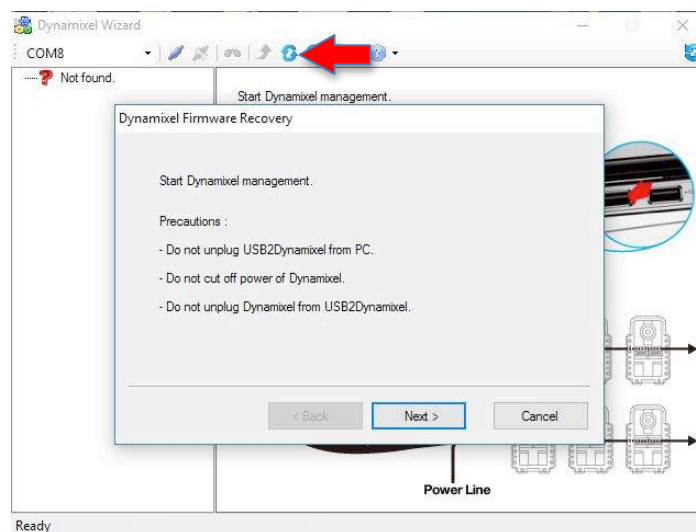 Dynamixel Wizard
COM8
Not found.
Start Dynamixel management.
Dynamixel Firmware Recovery
Start Dynamixel management.
Precautions :
- Do not unplug USB2Dynamixel from PC.
- Do not cut off power of Dynamixel.
- Do not unplug Dynamixel from USB2Dynamixel.
< Back
Next >
Cancel
Power Line
Ready